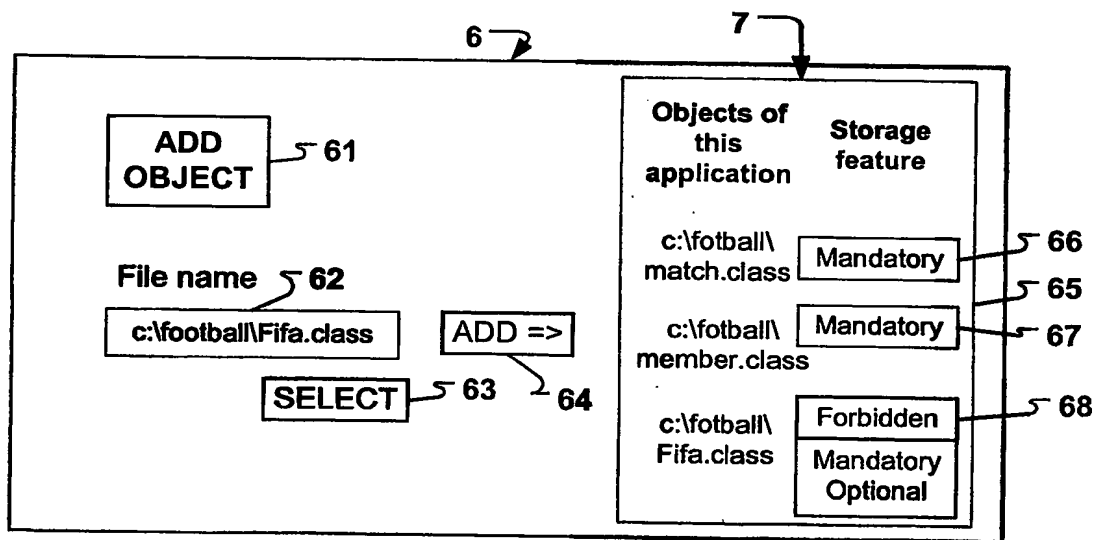 6
7
ADD
OBJECT
61
File name
62
c:\football\Fifa.class
ADD =>
SELECT
63
64
Objects of
this
application
Storage
feature
c:\fotball\
match.class
Mandatory
66
65
c:\fotball\
member.class
Mandatory
67
c:\fotball\
Fifa.class
Forbidden
68
Mandatory
Optional